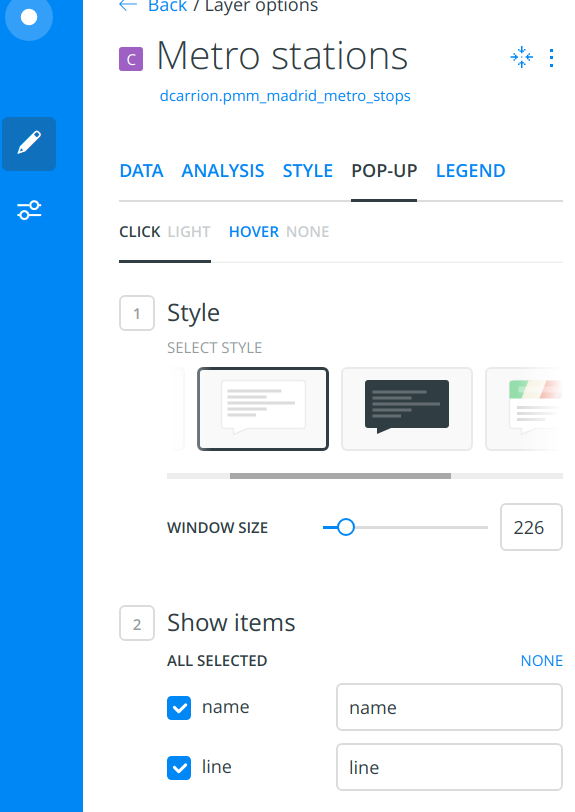 ← Back / Layer options
C Metro stations
dcarrion.pmm_madrid_metro_stops
DATA ANALYSIS STYLE POP-UP LEGEND
CLICK LIGHT HOVER NONE
1 Style
SELECT STYLE
WINDOW SIZE 226
2 Show items
ALL SELECTED NONE
name name
line line